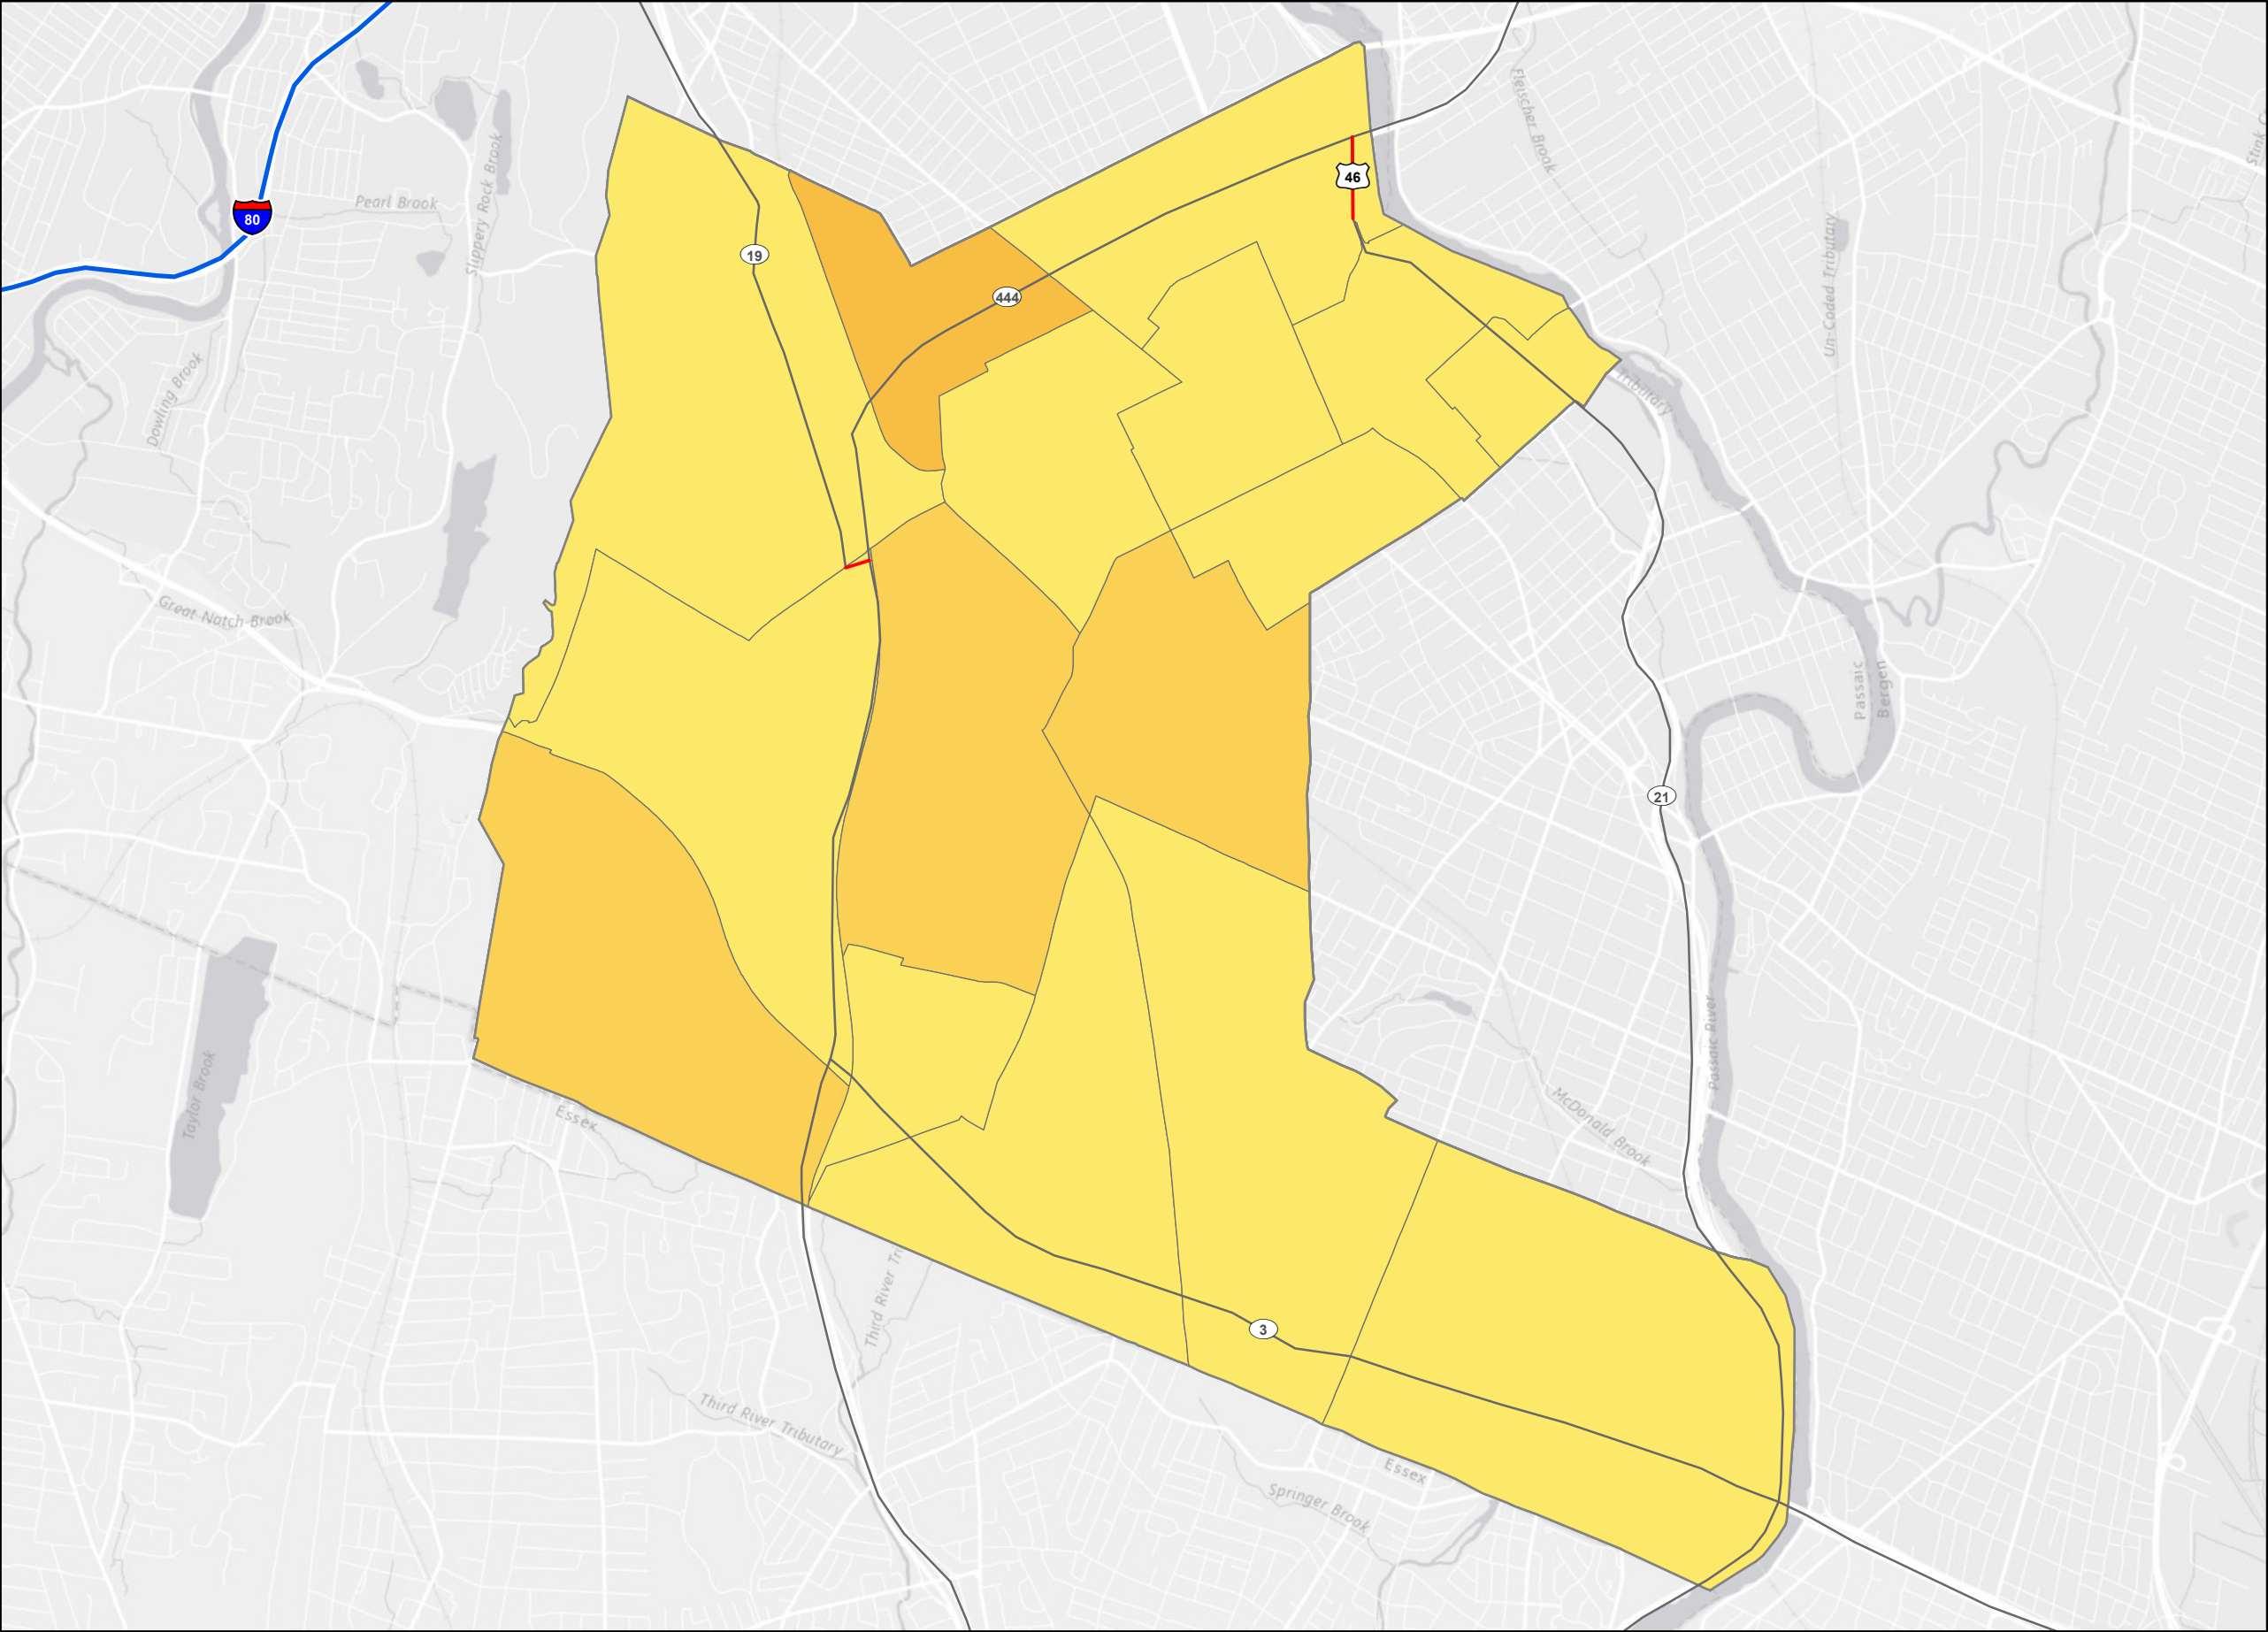 Fleischer Brook
Stink C
46
Pearl Brook
Slippery Rock Brook
80
19
Un-Coded Tributary
444
Dowling Brook
Tributary
Great Notch Brook
Passaic
Bergen
21
Passaic River
Taylor Brook
Essex
McDonald Brook
Third River Tr
3
Third River Tributary
Essex
Springer Brook